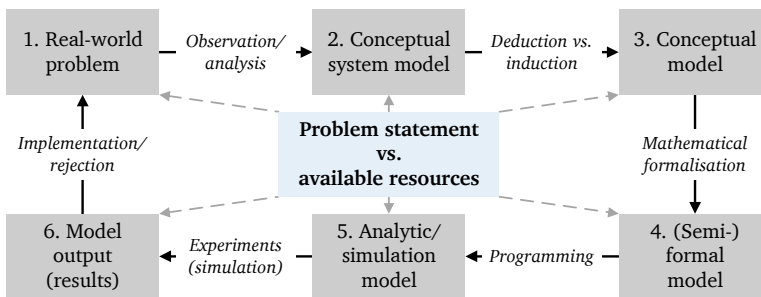 1. Real-world
problem
Observation/
analysis
2. Conceptual
system model
Deduction vs.
induction
3. Conceptual
model
Problem statement
vs.
available resources
Implementation/
rejection
Mathematical
formalisation
6. Model
output
(results)
Experiments
(simulation)
5. Analytic/
simulation
model
Programming
4. (Semi-)
formal
model